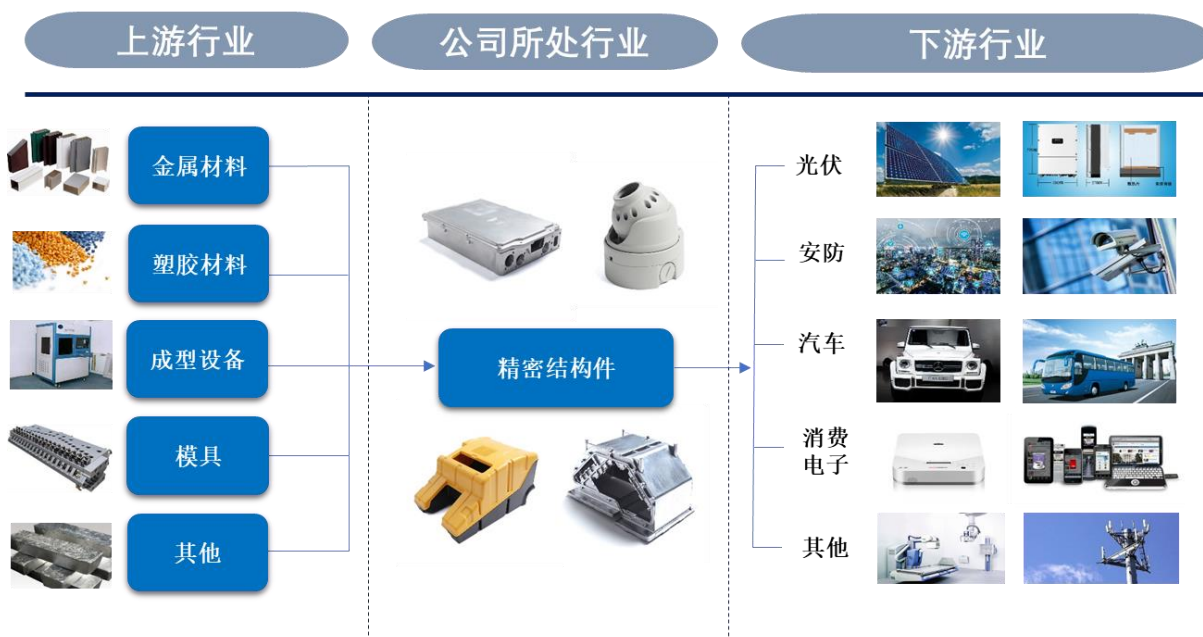 上游行业
公司所处行业
下游行业
金属材料
塑胶材料
成型设备
模具
其他
精密结构件
光伏
安防
汽车
消费
电子
其他